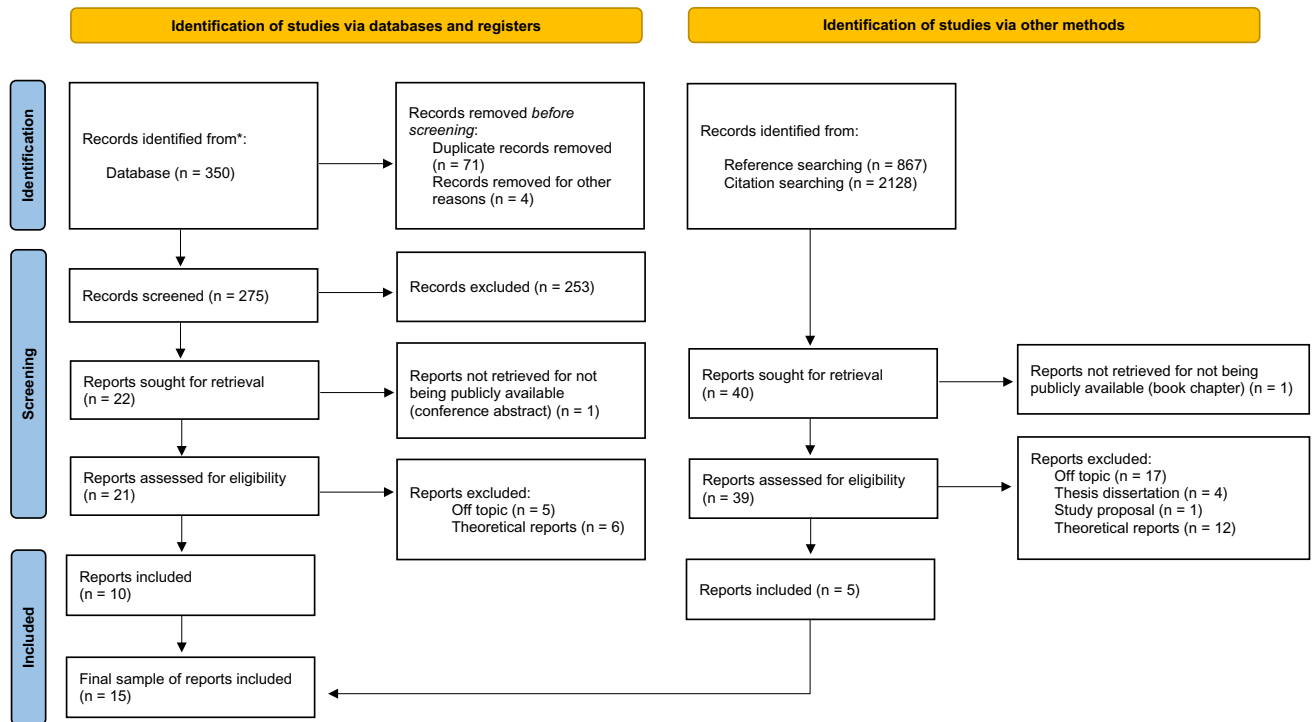 Identification of studies via databases and registers
Identification of studies via other methods
Identification
Records identified from*:
Database (n = 350)
Records removed before
screening:
Duplicate records removed
(n = 71)
Records removed for other
reasons (n = 4)
Records identified from:
Reference searching (n = 867)
Citation searching (n = 2128)
Screening
Records screened (n = 275)
Records excluded (n = 253)
Reports sought for retrieval
(n = 22)
Reports not retrieved for not
being publicly available
(conference abstract) (n = 1)
Reports sought for retrieval
(n = 40)
Reports not retrieved for not being
publicly available (book chapter) (n = 1)
Reports assessed for eligibility
(n = 21)
Reports excluded:
Off topic (n = 5)
Theoretical reports (n = 6)
Reports assessed for eligibility
(n = 39)
Reports excluded:
Off topic (n = 17)
Thesis dissertation (n = 4)
Study proposal (n = 1)
Theoretical reports (n = 12)
Included
Reports included
(n = 10)
Reports included (n = 5)
Final sample of reports included
(n = 15)